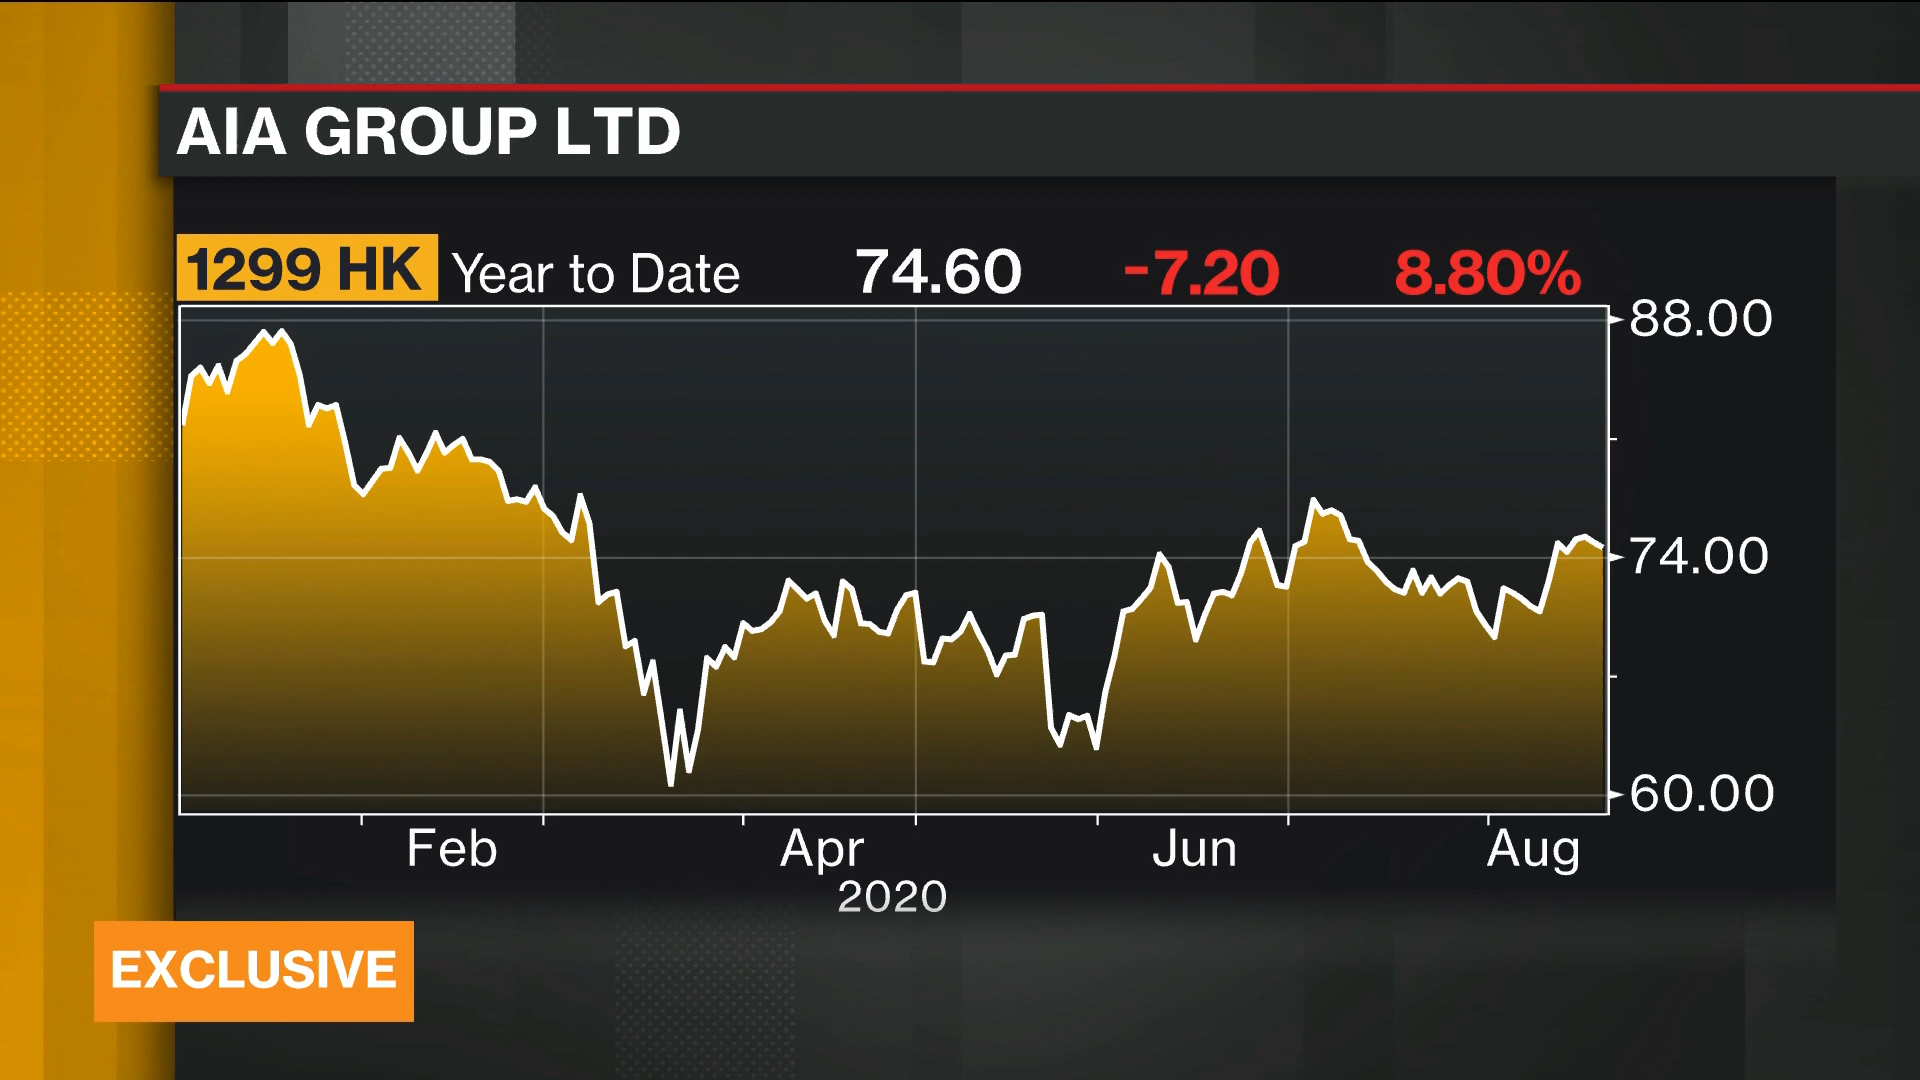 AIA GROUP LTD
1299 HK Year to Date 74.60 -7.20 8.80%
88.00
74.00
60.00
Feb Apr Jun Aug
2020
EXCLUSIVE